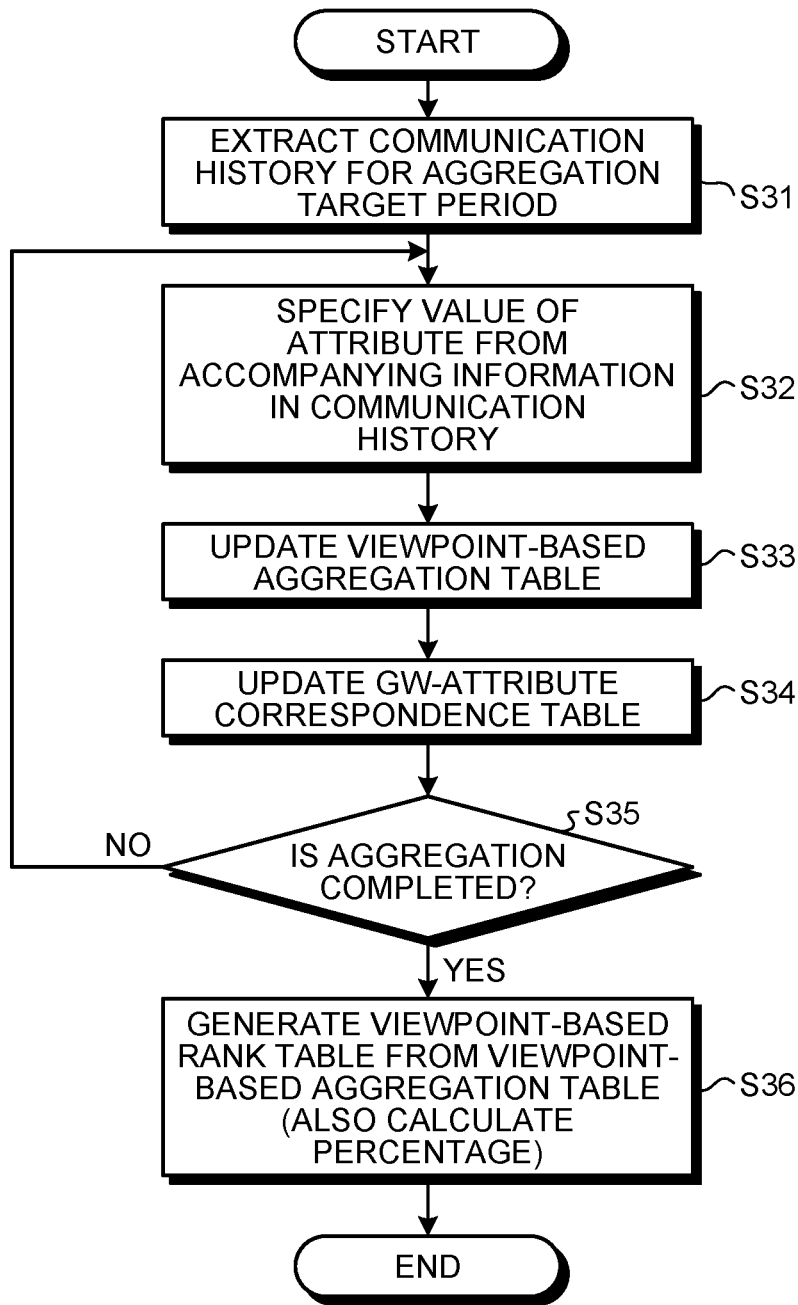 START
EXTRACT COMMUNICATION
HISTORY FOR AGGREGATION
TARGET PERIOD
S31
SPECIFY VALUE OF
ATTRIBUTE FROM
ACCOMPANYING INFORMATION
IN COMMUNICATION
HISTORY
S32
UPDATE VIEWPOINT-BASED
AGGREGATION TABLE
S33
UPDATE GW-ATTRIBUTE
CORRESPONDENCE TABLE
S34
S35
NO
IS AGGREGATION
COMPLETED?
YES
GENERATE VIEWPOINT-BASED
RANK TABLE FROM VIEWPOINT-
BASED AGGREGATION TABLE
(ALSO CALCULATE
PERCENTAGE)
S36
END